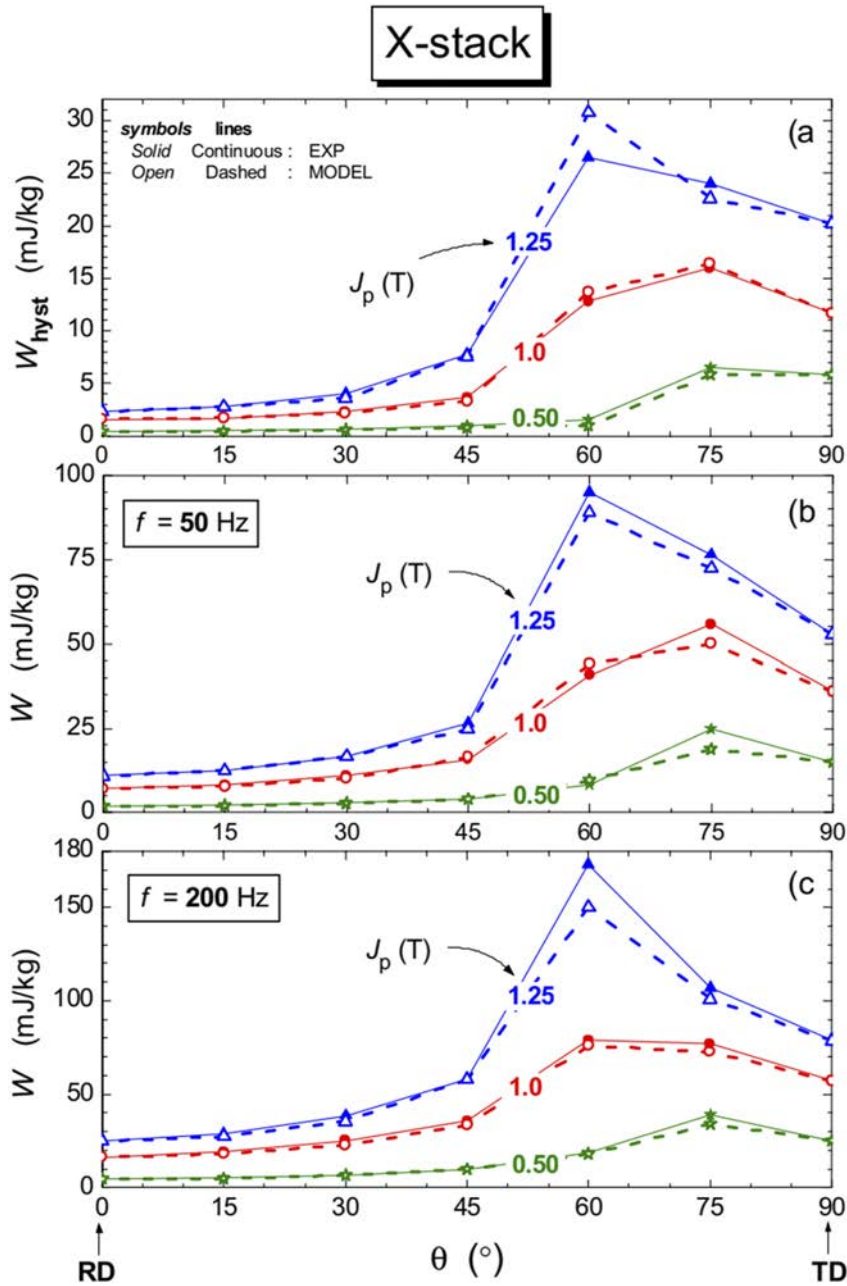 X-stack
(a
symbols lines
Solid Continuous : EXP
Open Dashed : MODEL
W_hyst (mJ/kg)
30
25
20
15
10
5
0
J_p (T)
1.25
1.0
0.50
0 15 30 45 60 75 90
(b
f = 50 Hz
W (mJ/kg)
100
75
50
25
0
J_p (T)
1.25
1.0
0.50
0 15 30 45 60 75 90
(c
f = 200 Hz
W (mJ/kg)
180
150
100
50
0
J_p (T)
1.25
1.0
0.50
0 15 30 45 60 75 90
RD
θ (°)
TD